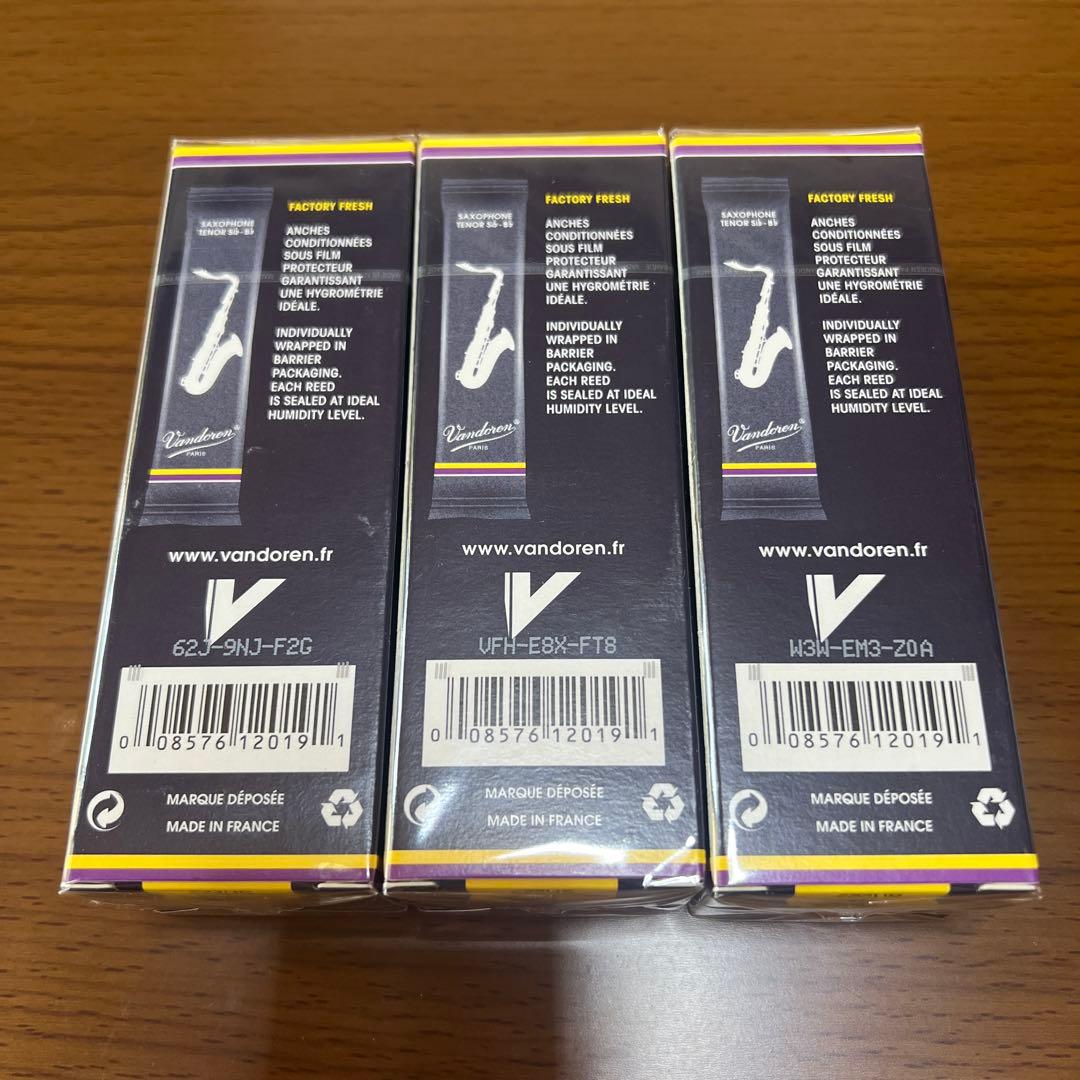 SAXOPHONE
TENOR Si♭-B♭
FACTORY FRESH
ANCHES
CONDITIONNÉES
SOUS FILM
PROTECTEUR
GARANTISSANT
UNE HYGROMÉTRIE
IDÉALE.
INDIVIDUALLY
WRAPPED IN
BARRIER
PACKAGING.
EACH REED
IS SEALED AT IDEAL
HUMIDITY LEVEL.
Vandoren®
PARIS
www.vandoren.fr
V
62J-9NJ-F2G
0 08576 12019 1
MARQUE DÉPOSÉE
MADE IN FRANCE
SAXOPHONE
TENOR Si♭-B♭
FACTORY FRESH
ANCHES
CONDITIONNÉES
SOUS FILM
PROTECTEUR
GARANTISSANT
UNE HYGROMÉTRIE
IDÉALE.
INDIVIDUALLY
WRAPPED IN
BARRIER
PACKAGING.
EACH REED
IS SEALED AT IDEAL
HUMIDITY LEVEL.
Vandoren®
PARIS
www.vandoren.fr
V
VFH-E8X-FT8
0 08576 12019 1
MARQUE DÉPOSÉE
MADE IN FRANCE
SAXOPHONE
TENOR Si♭-B♭
FACTORY FRESH
ANCHES
CONDITIONNÉES
SOUS FILM
PROTECTEUR
GARANTISSANT
UNE HYGROMÉTRIE
IDÉALE.
INDIVIDUALLY
WRAPPED IN
BARRIER
PACKAGING.
EACH REED
IS SEALED AT IDEAL
HUMIDITY LEVEL.
Vandoren®
PARIS
www.vandoren.fr
V
W3W-EM3-Z0A
0 08576 12019 1
MARQUE DÉPOSÉE
MADE IN FRANCE